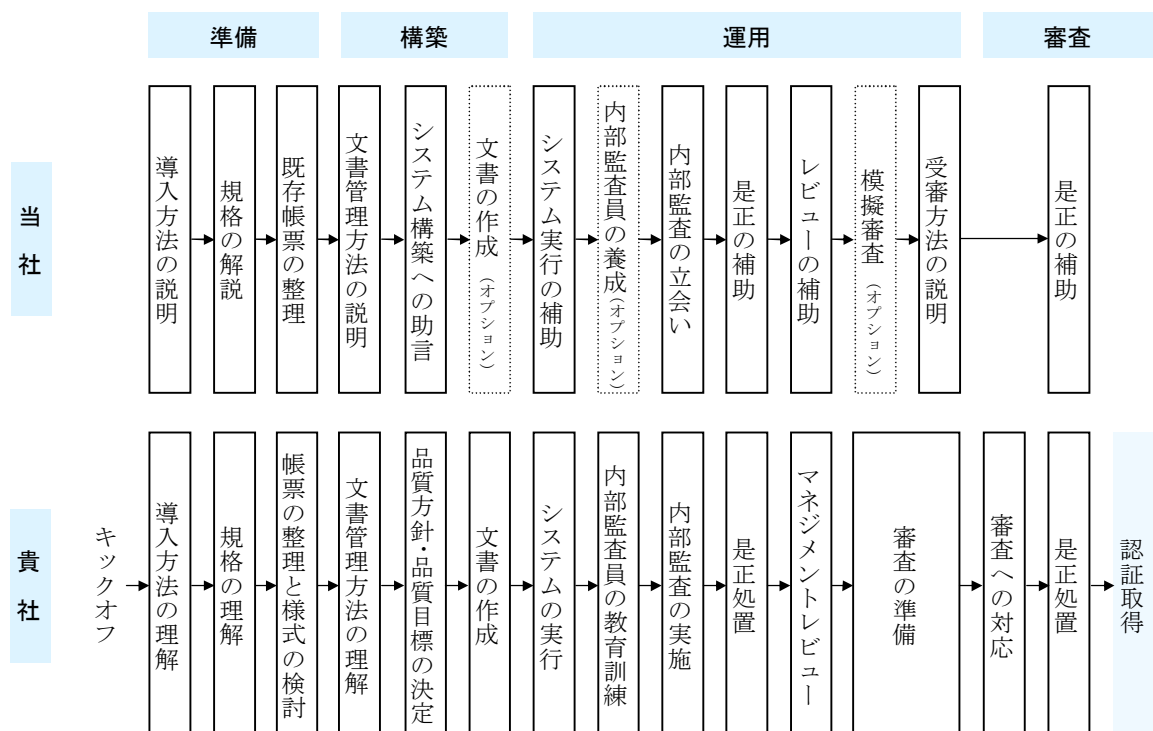 準備
構築
運用
審査
当社
導入方法の説明
規格の解説
既存帳票の整理
文書管理方法の説明
システム構築への助言
文書の作成（オプション）
システム実行の補助
内部監査員の養成（オプション）
内部監査の立会い
是正の補助
レビューの補助
模擬審査（オプション）
受審方法の説明
是正の補助
貴社
キックオフ
導入方法の理解
規格の理解
帳票の整理と様式の検討
文書管理方法の理解
品質方針・品質目標の決定
文書の作成
システムの実行
内部監査員の教育訓練
内部監査の実施
是正処置
マネジメントレビュー
審査の準備
審査への対応
是正処置
認証取得